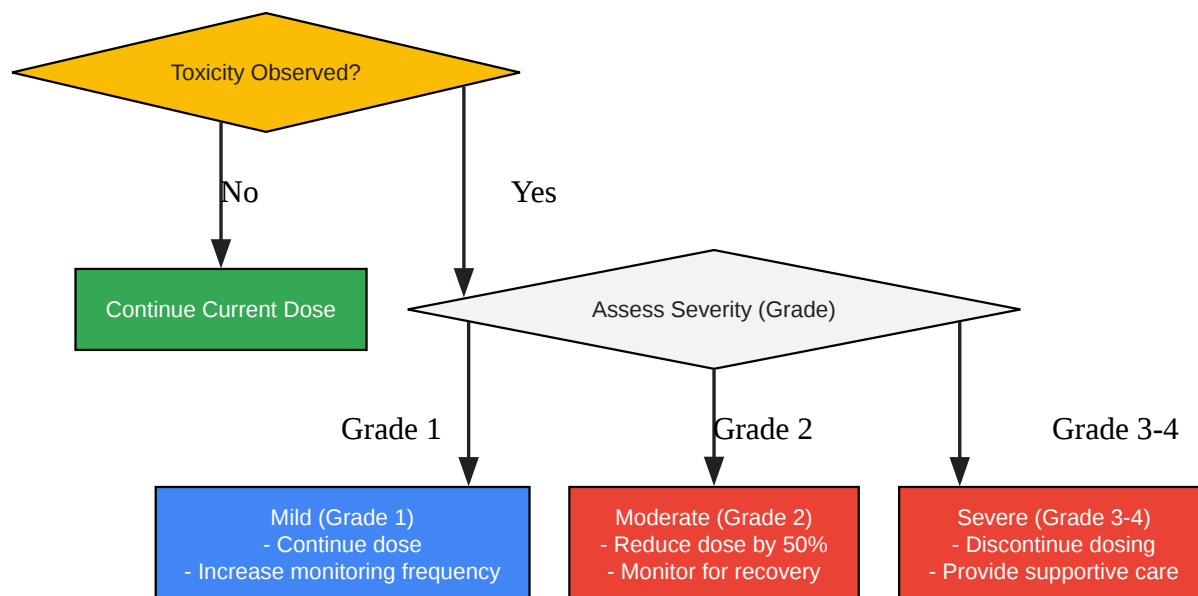 Toxicity Observed?
No
Yes
Continue Current Dose
Assess Severity (Grade)
Grade 1
Grade 2
Grade 3-4
Mild (Grade 1)
- Continue dose
- Increase monitoring frequency
Moderate (Grade 2)
- Reduce dose by 50%
- Monitor for recovery
Severe (Grade 3-4)
- Discontinue dosing
- Provide supportive care